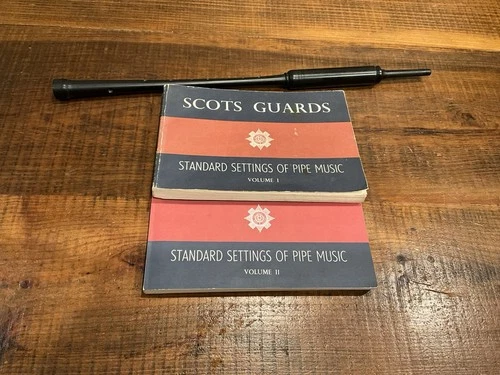 SCOTS GUARDS
STANDARD SETTINGS OF PIPE MUSIC
VOLUME I
STANDARD SETTINGS OF PIPE MUSIC
VOLUME II